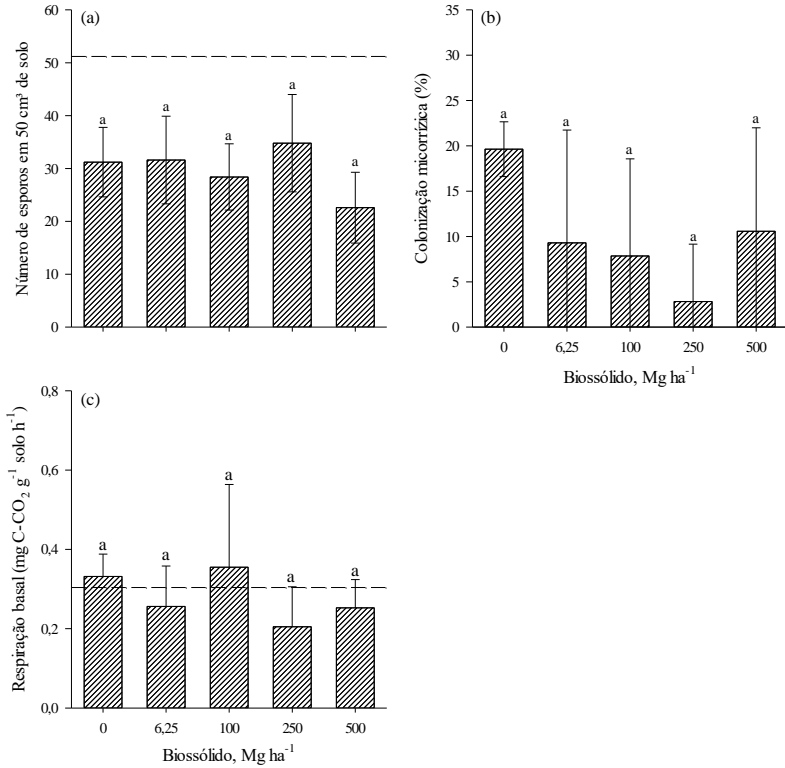 (a)
Número de esporos em 50 cm³ de solo
60
50
40
30
20
10
0
a a a a a
(b)
Colonização micorrízica (%)
35
30
25
20
15
10
5
0
a a a a a
0 6,25 100 250 500
Biossólido, Mg ha⁻¹
(c)
Respiração basal (mg C-CO₂ g⁻¹ solo h⁻¹)
0,8
0,6
0,4
0,2
0,0
a a a a a
0 6,25 100 250 500
Biossólido, Mg ha⁻¹